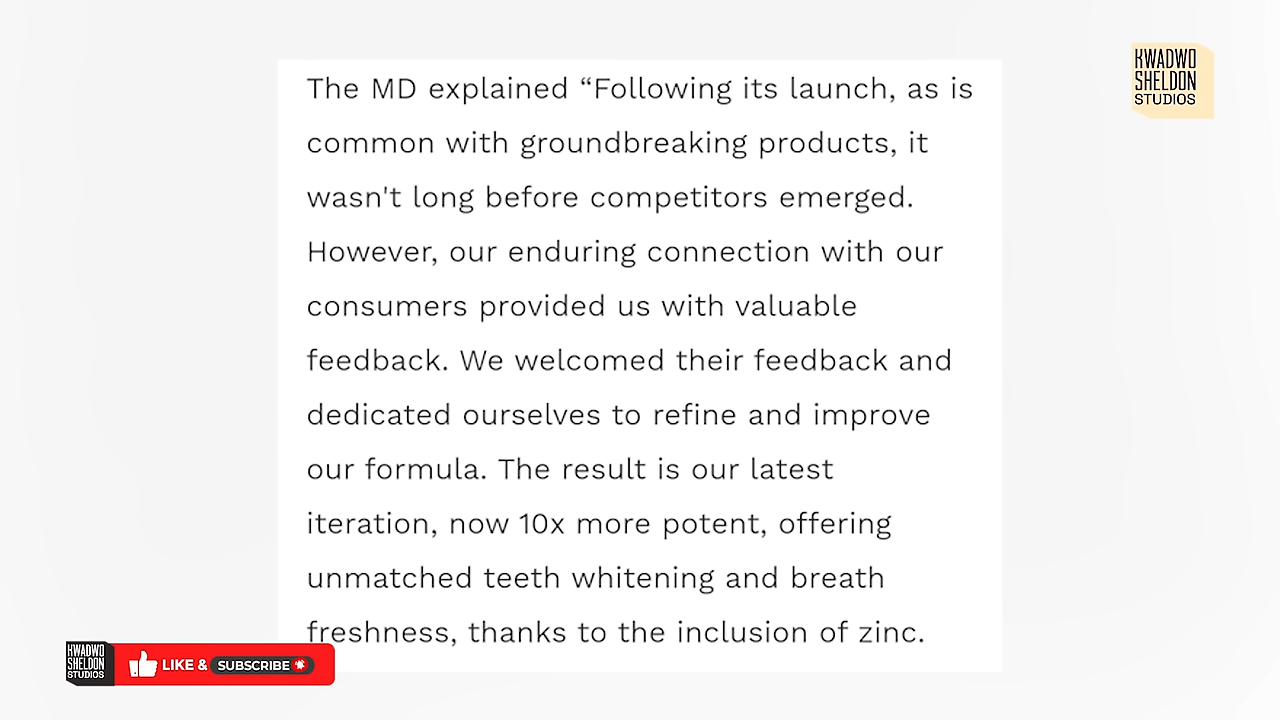 KWADWO
SHELDON
STUDIOS
The MD explained “Following its launch, as is
common with groundbreaking products, it
wasn't long before competitors emerged.
However, our enduring connection with our
consumers provided us with valuable
feedback. We welcomed their feedback and
dedicated ourselves to refine and improve
our formula. The result is our latest
iteration, now 10x more potent, offering
unmatched teeth whitening and breath
freshness, thanks to the inclusion of zinc.
KWADWO
SHELDON
STUDIOS
LIKE & SUBSCRIBE